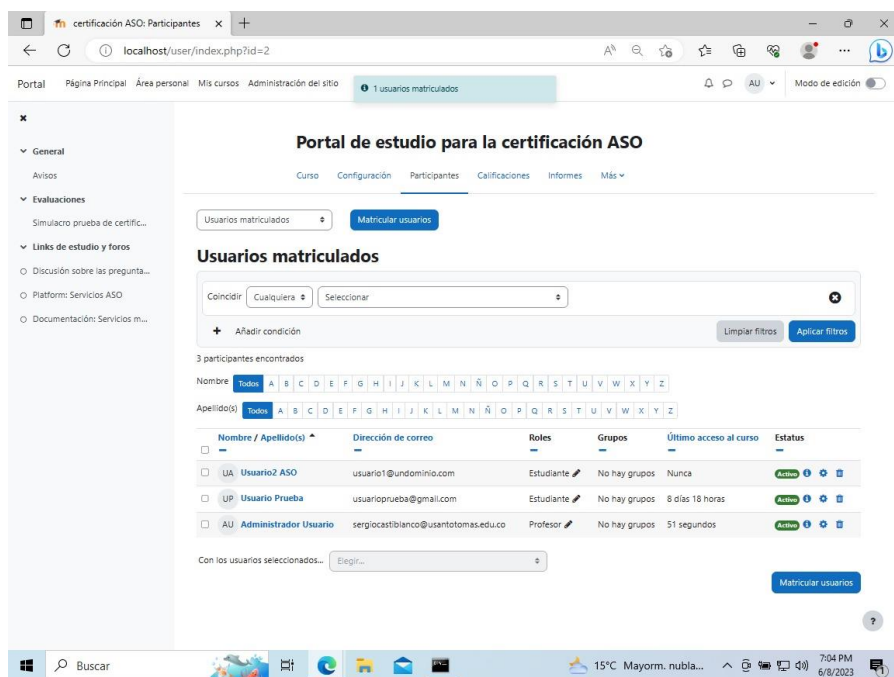 certificación ASO: Participantes
localhost/user/index.php?id=2
Portal Página Principal Área personal Mis cursos Administración del sitio
1 usuarios matriculados
AU Modo de edición
General
Avisos
Evaluaciones
Simulacro prueba de certific...
Links de estudio y foros
Discusión sobre las pregunta...
Platform: Servicios ASO
Documentación: Servicios m...
Portal de estudio para la certificación ASO
Curso Configuración Participantes Calificaciones Informes Más
Usuarios matriculados Matricular usuarios
Usuarios matriculados
Coincidir Cualquiera Seleccionar
Añadir condición Limpiar filtros Aplicar filtros
3 participantes encontrados
Nombre Todos A B C D E F G H I J K L M N Ñ O P Q R S T U V W X Y Z
Apellido(s) Todos A B C D E F G H I J K L M N Ñ O P Q R S T U V W X Y Z
Nombre / Apellido(s) Dirección de correo Roles Grupos Último acceso al curso Estatus
UA Usuario2 ASO usuario1@undominio.com Estudiante No hay grupos Nunca Activo
UP Usuario Prueba usuarioprueba@gmail.com Estudiante No hay grupos 8 días 18 horas Activo
AU Administrador Usuario sergiocastiblanco@usantotomas.edu.co Profesor No hay grupos 51 segundos Activo
Con los usuarios seleccionados... Elegir...
Matricular usuarios
?
Buscar 15°C Mayorm. nubla... 7:04 PM
6/8/2023